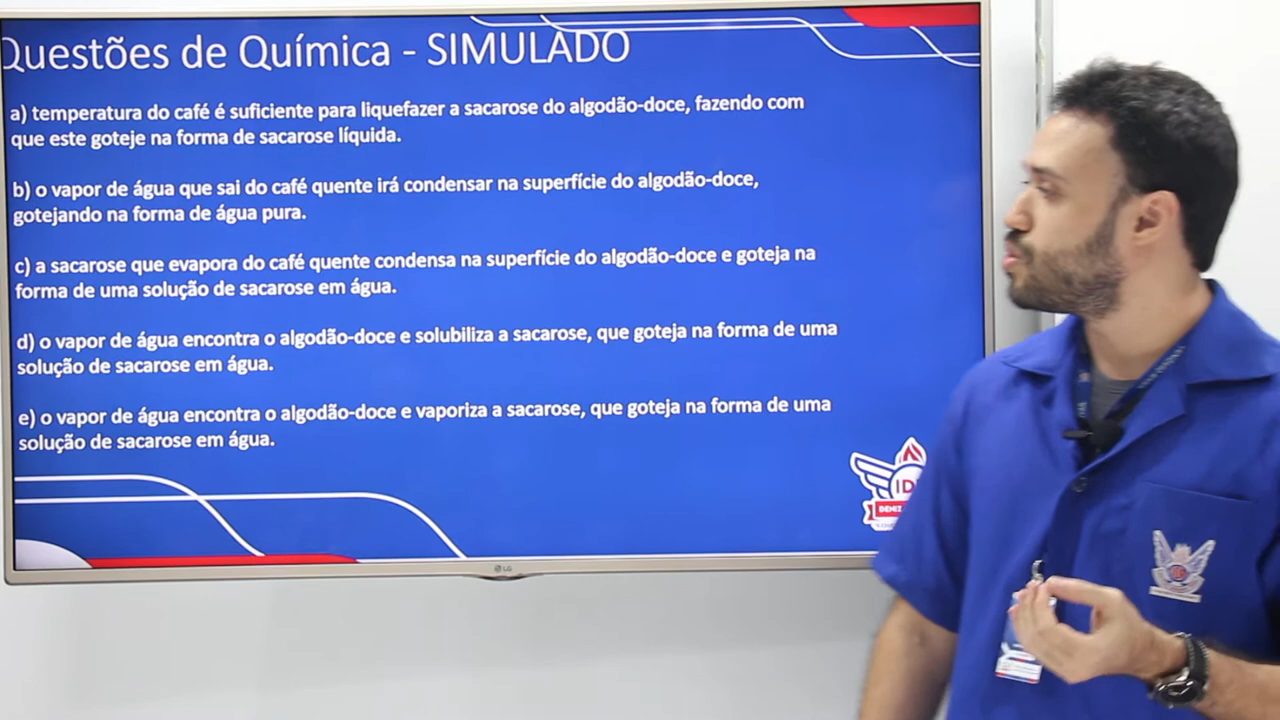 Questões de Química - SIMULADO
a) temperatura do café é suficiente para liquefazer a sacarose do algodão-doce, fazendo com
que este goteje na forma de sacarose líquida.
b) o vapor de água que sai do café quente irá condensar na superfície do algodão-doce,
gotejando na forma de água pura.
c) a sacarose que evapora do café quente condensa na superfície do algodão-doce e goteja na
forma de uma solução de sacarose em água.
d) o vapor de água encontra o algodão-doce e solubiliza a sacarose, que goteja na forma de uma
solução de sacarose em água.
e) o vapor de água encontra o algodão-doce e vaporiza a sacarose, que goteja na forma de uma
solução de sacarose em água.
ID
DENIZ
LG